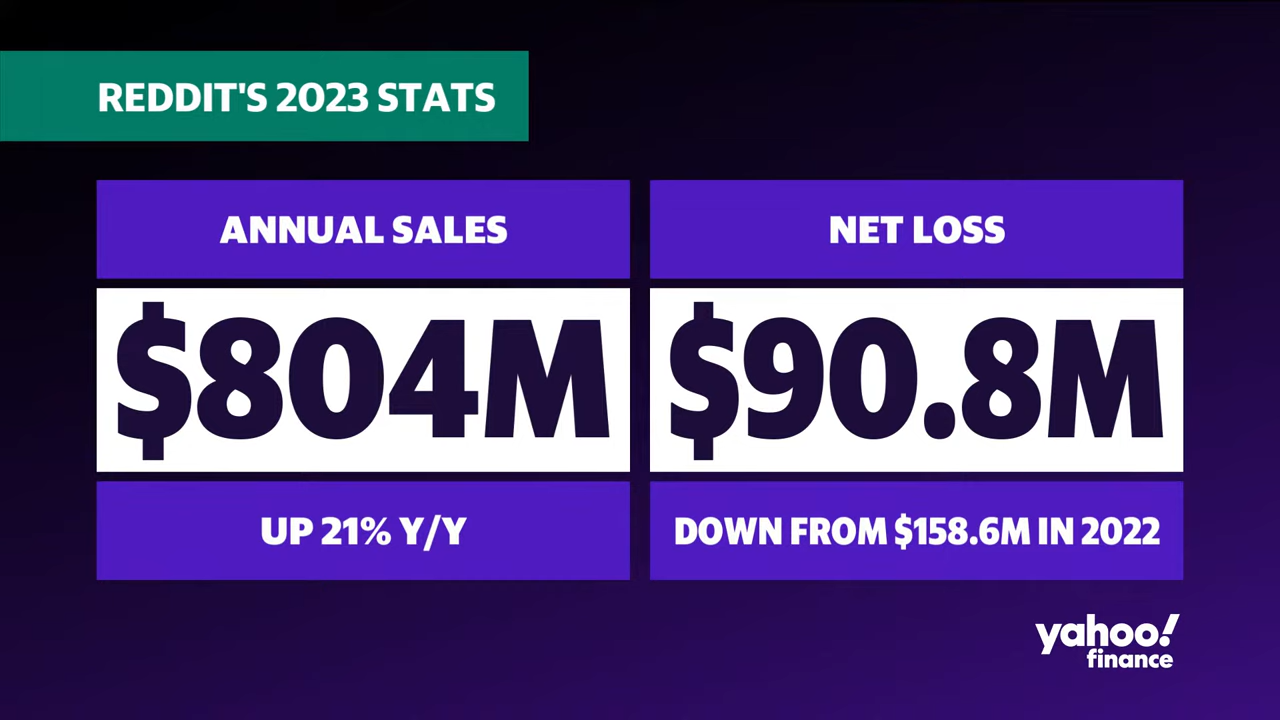 REDDIT'S 2023 STATS
ANNUAL SALES
$804M
UP 21% Y/Y
NET LOSS
$90.8M
DOWN FROM $158.6M IN 2022
yahoo!
finance